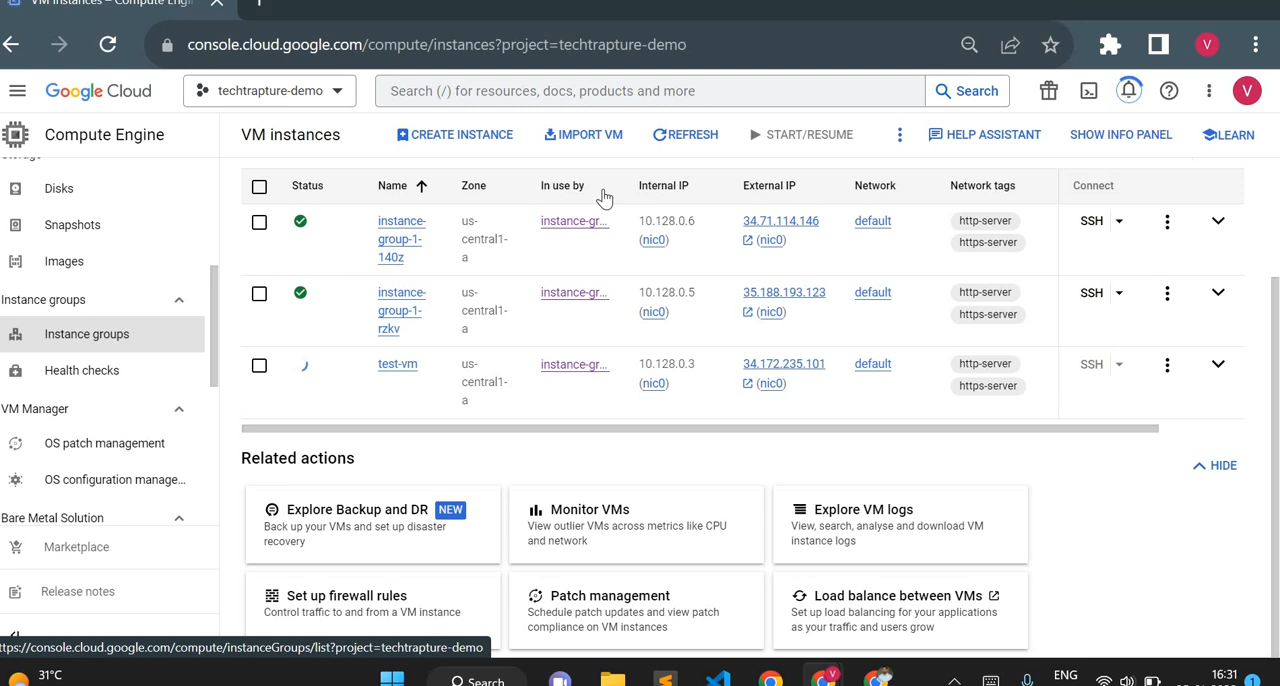 VM instances – Compute Engin
console.cloud.google.com/compute/instances?project=techtrapture-demo
V
Google Cloud
techtrapture-demo
Search (/) for resources, docs, products and more
Search
V
Compute Engine
VM instances
CREATE INSTANCE
IMPORT VM
REFRESH
START/RESUME
HELP ASSISTANT
SHOW INFO PANEL
LEARN
Storage
Disks
Snapshots
Images
Instance groups
Instance groups
Health checks
VM Manager
OS patch management
OS configuration manage...
Bare Metal Solution
Marketplace
Release notes
Status Name Zone In use by Internal IP External IP Network Network tags Connect
instance- us- instance-gr... 10.128.0.6 34.71.114.146 default http-server SSH
group-1- central1- (nic0) (nic0) https-server
140z a
instance- us- instance-gr... 10.128.0.5 35.188.193.123 default http-server SSH
group-1- central1- (nic0) (nic0) https-server
rzkv a
test-vm us- instance-gr... 10.128.0.3 34.172.235.101 default http-server SSH
central1- (nic0) (nic0) https-server
a
Related actions
HIDE
Explore Backup and DR NEW
Back up your VMs and set up disaster
recovery
Monitor VMs
View outlier VMs across metrics like CPU
and network
Explore VM logs
View, search, analyse and download VM
instance logs
Set up firewall rules
Control traffic to and from a VM instance
Patch management
Schedule patch updates and view patch
compliance on VM instances
Load balance between VMs
Set up load balancing for your applications
as your traffic and users grow
ttps://console.cloud.google.com/compute/instanceGroups/list?project=techtrapture-demo
31°C
Search
V
ENG
16:31
1